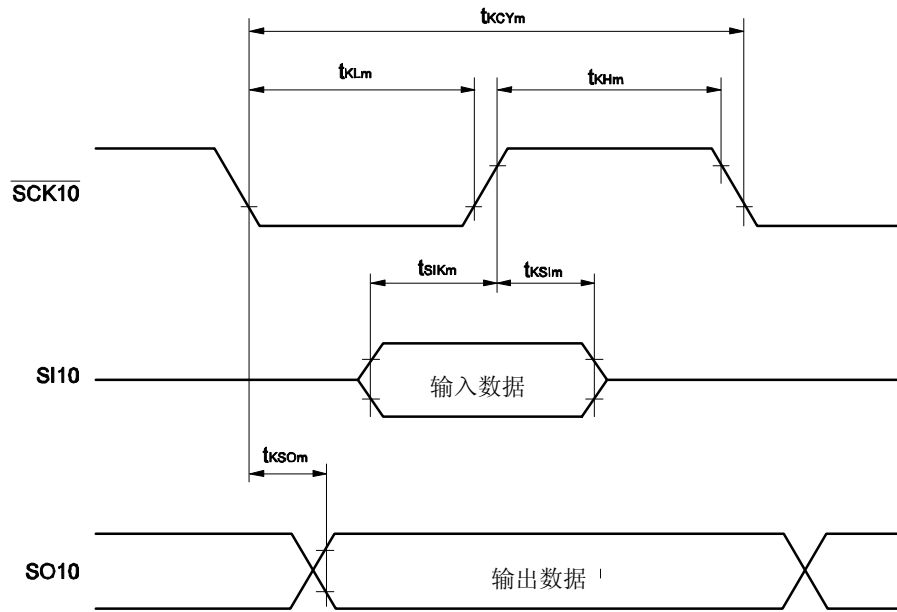 tKCYm
tKLm
tKHm
SCK10
tSIKm
tKSIm
SI10
输入数据
tKSOm
SO10
输出数据